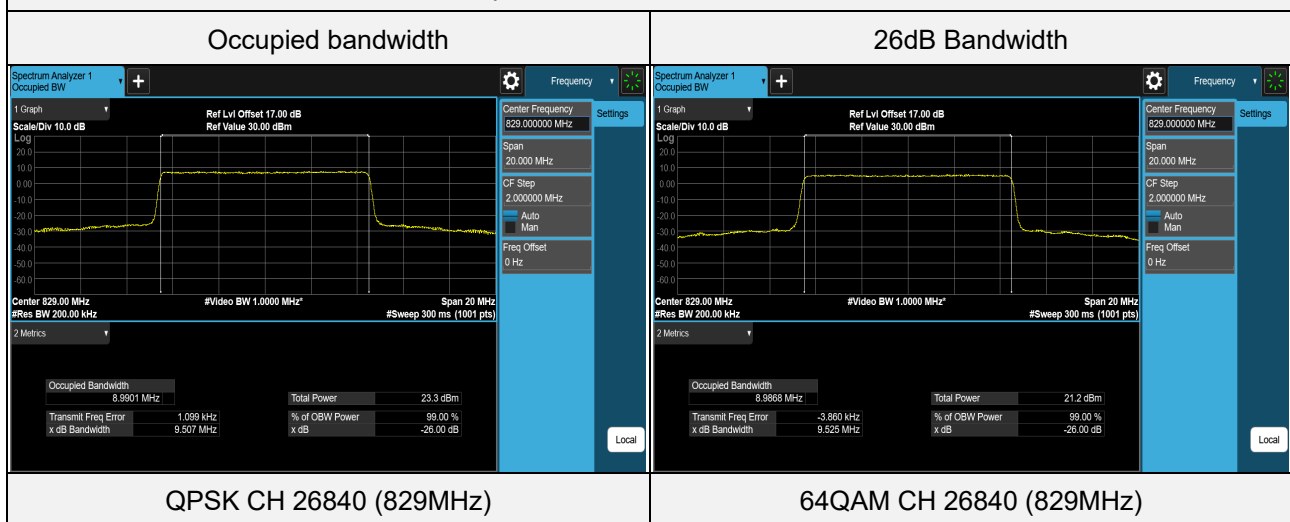 Occupied bandwidth
26dB Bandwidth
Spectrum Analyzer 1
Occupied BW
+
Frequency
1 Graph
Ref Lvl Offset 17.00 dB
Scale/Div 10.0 dB
Ref Value 30.00 dBm
Log
20.0
10.0
0.00
-10.0
-20.0
-30.0
-40.0
-50.0
-60.0
Center 829.00 MHz
#Video BW 1.0000 MHz*
Span 20 MHz
#Res BW 200.00 kHz
#Sweep 300 ms (1001 pts)
Center Frequency
829.000000 MHz
Settings
Span
20.000 MHz
CF Step
2.000000 MHz
Auto
Man
Freq Offset
0 Hz
2 Metrics
Occupied Bandwidth
8.9901 MHz
Total Power 23.3 dBm
Transmit Freq Error 1.099 kHz
% of OBW Power 99.00 %
x dB Bandwidth 9.507 MHz
x dB -26.00 dB
Local
Spectrum Analyzer 1
Occupied BW
+
Frequency
1 Graph
Ref Lvl Offset 17.00 dB
Scale/Div 10.0 dB
Ref Value 30.00 dBm
Log
20.0
10.0
0.00
-10.0
-20.0
-30.0
-40.0
-50.0
-60.0
Center 829.00 MHz
#Video BW 1.0000 MHz*
Span 20 MHz
#Res BW 200.00 kHz
#Sweep 300 ms (1001 pts)
Center Frequency
829.000000 MHz
Settings
Span
20.000 MHz
CF Step
2.000000 MHz
Auto
Man
Freq Offset
0 Hz
2 Metrics
Occupied Bandwidth
8.9868 MHz
Total Power 21.2 dBm
Transmit Freq Error -3.860 kHz
% of OBW Power 99.00 %
x dB Bandwidth 9.525 MHz
x dB -26.00 dB
Local
QPSK CH 26840 (829MHz)
64QAM CH 26840 (829MHz)